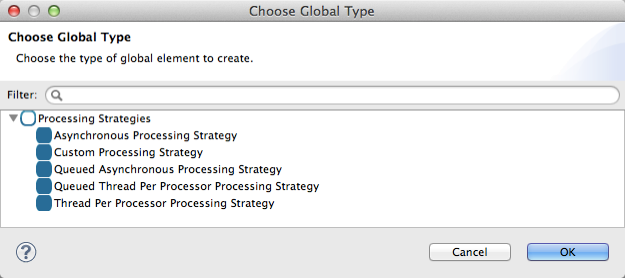 Choose Global Type
Choose Global Type
Choose the type of global element to create.
Filter:
Processing Strategies
Asynchronous Processing Strategy
Custom Processing Strategy
Queued Asynchronous Processing Strategy
Queued Thread Per Processor Processing Strategy
Thread Per Processor Processing Strategy
?
Cancel
OK